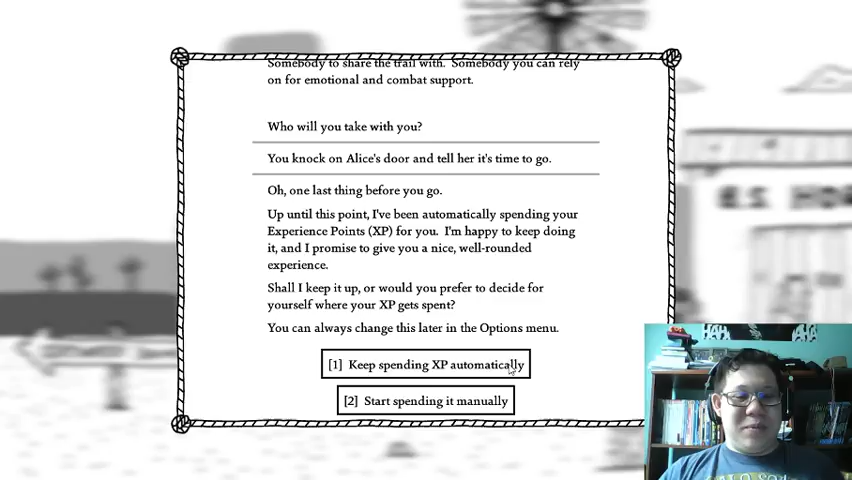 Somebody to share the trail with. Somebody you can rely
on for emotional and combat support.
Who will you take with you?
You knock on Alice's door and tell her it's time to go.
Oh, one last thing before you go.
Up until this point, I've been automatically spending your
Experience Points (XP) for you. I'm happy to keep doing
it, and I promise to give you a nice, well-rounded
experience.
Shall I keep it up, or would you prefer to decide for
yourself where your XP gets spent?
You can always change this later in the Options menu.
[1] Keep spending XP automatically
[2] Start spending it manually